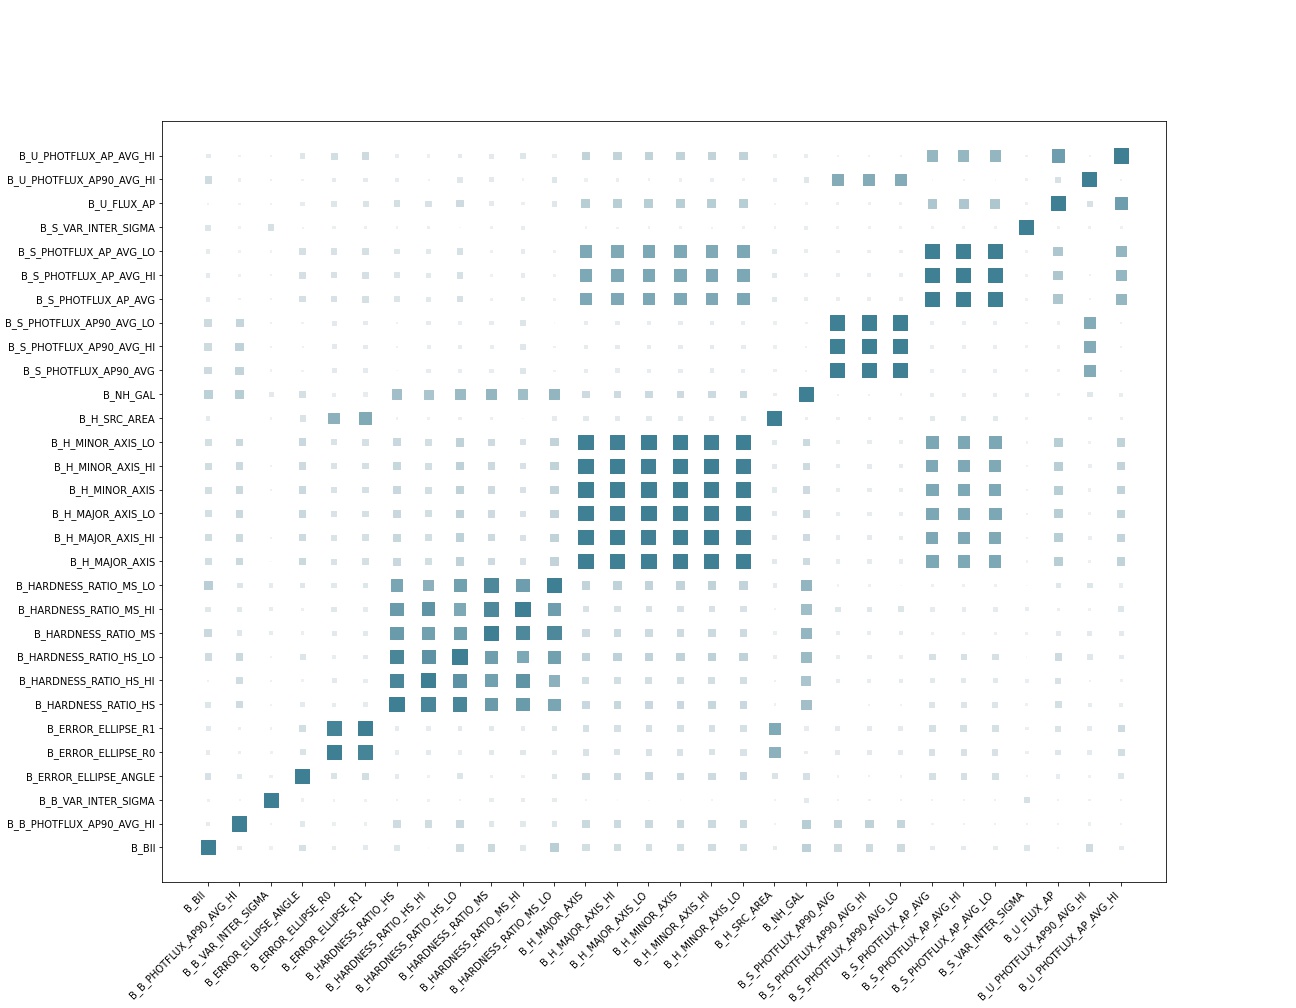 B_U_PHOTFLUX_AP_AVG_HI
B_U_PHOTFLUX_AP90_AVG_HI
B_U_FLUX_AP
B_S_VAR_INTER_SIGMA
B_S_PHOTFLUX_AP_AVG_LO
B_S_PHOTFLUX_AP_AVG_HI
B_S_PHOTFLUX_AP_AVG
B_S_PHOTFLUX_AP90_AVG_LO
B_S_PHOTFLUX_AP90_AVG_HI
B_S_PHOTFLUX_AP90_AVG
B_NH_GAL
B_H_SRC_AREA
B_H_MINOR_AXIS_LO
B_H_MINOR_AXIS_HI
B_H_MINOR_AXIS
B_H_MAJOR_AXIS_LO
B_H_MAJOR_AXIS_HI
B_H_MAJOR_AXIS
B_HARDNESS_RATIO_MS_LO
B_HARDNESS_RATIO_MS_HI
B_HARDNESS_RATIO_MS
B_HARDNESS_RATIO_HS_LO
B_HARDNESS_RATIO_HS_HI
B_HARDNESS_RATIO_HS
B_ERROR_ELLIPSE_R1
B_ERROR_ELLIPSE_R0
B_ERROR_ELLIPSE_ANGLE
B_B_VAR_INTER_SIGMA
B_B_PHOTFLUX_AP90_AVG_HI
B_BII
B_BII
B_B_PHOTFLUX_AP90_AVG_HI
B_B_VAR_INTER_SIGMA
B_ERROR_ELLIPSE_ANGLE
B_ERROR_ELLIPSE_R0
B_ERROR_ELLIPSE_R1
B_HARDNESS_RATIO_HS
B_HARDNESS_RATIO_HS_HI
B_HARDNESS_RATIO_HS_LO
B_HARDNESS_RATIO_MS
B_HARDNESS_RATIO_MS_HI
B_HARDNESS_RATIO_MS_LO
B_H_MAJOR_AXIS
B_H_MAJOR_AXIS_HI
B_H_MAJOR_AXIS_LO
B_H_MINOR_AXIS
B_H_MINOR_AXIS_HI
B_H_MINOR_AXIS_LO
B_H_SRC_AREA
B_NH_GAL
B_S_PHOTFLUX_AP90_AVG
B_S_PHOTFLUX_AP90_AVG_HI
B_S_PHOTFLUX_AP90_AVG_LO
B_S_PHOTFLUX_AP_AVG
B_S_PHOTFLUX_AP_AVG_HI
B_S_PHOTFLUX_AP_AVG_LO
B_S_VAR_INTER_SIGMA
B_U_FLUX_AP
B_U_PHOTFLUX_AP90_AVG_HI
B_U_PHOTFLUX_AP_AVG_HI